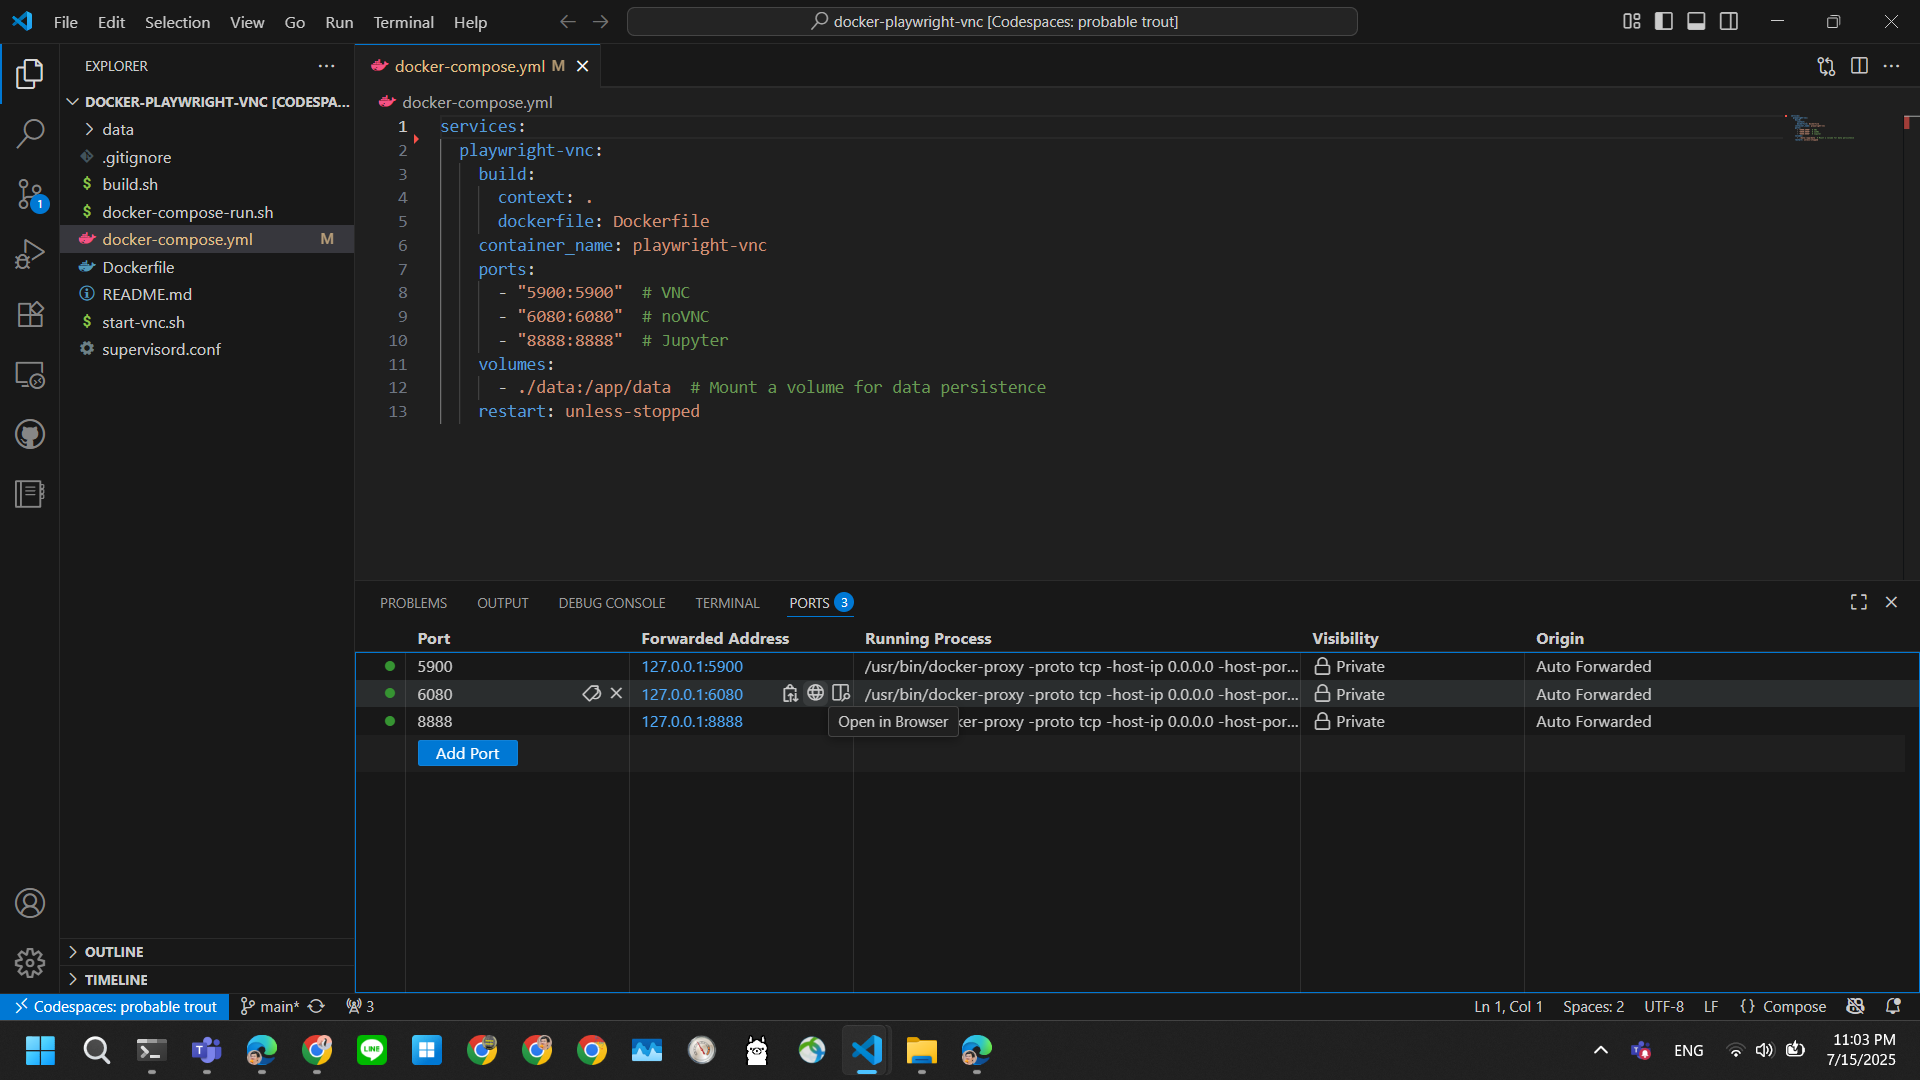 File Edit Selection View Go Run Terminal Help
docker-playwright-vnc [Codespaces: probable trout]
EXPLORER
DOCKER-PLAYWRIGHT-VNC [CODESPA...
data
.gitignore
build.sh
docker-compose-run.sh
docker-compose.yml M
Dockerfile
README.md
start-vnc.sh
supervisord.conf
OUTLINE
TIMELINE
1
docker-compose.yml M
docker-compose.yml
1 services:
2 playwright-vnc:
3 build:
4 context: .
5 dockerfile: Dockerfile
6 container_name: playwright-vnc
7 ports:
8 - "5900:5900" # VNC
9 - "6080:6080" # noVNC
10 - "8888:8888" # Jupyter
11 volumes:
12 - ./data:/app/data # Mount a volume for data persistence
13 restart: unless-stopped
PROBLEMS OUTPUT DEBUG CONSOLE TERMINAL PORTS 3
Port Forwarded Address Running Process Visibility Origin
5900 127.0.0.1:5900 /usr/bin/docker-proxy -proto tcp -host-ip 0.0.0.0 -host-por... Private Auto Forwarded
6080 127.0.0.1:6080 /usr/bin/docker-proxy -proto tcp -host-ip 0.0.0.0 -host-por... Private Auto Forwarded
8888 127.0.0.1:8888 ker-proxy -proto tcp -host-ip 0.0.0.0 -host-por... Private Auto Forwarded
Open in Browser
Add Port
Codespaces: probable trout main* 3 Ln 1, Col 1 Spaces: 2 UTF-8 LF {} Compose
LINE
ENG
11:03 PM
7/15/2025